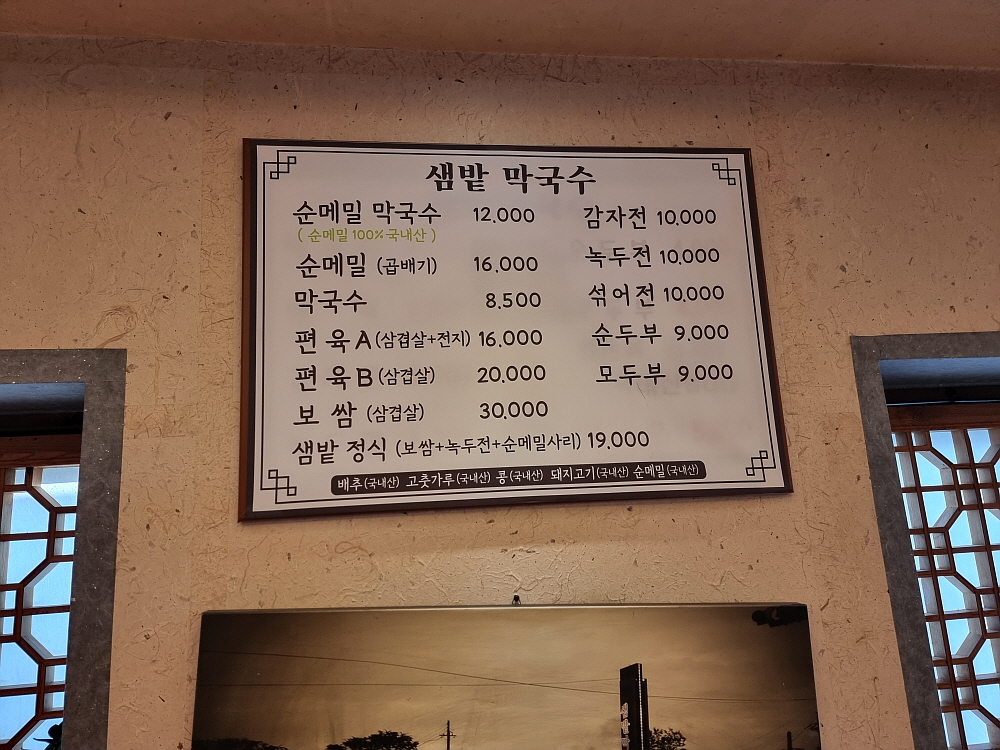 샘밭 막국수
순메밀 막국수 12,000
( 순메밀 100% 국내산 )
순메밀 (곱배기) 16,000
막국수 8,500
편 육 A (삼겹살+전지) 16,000
편 육 B (삼겹살) 20,000
보 쌈 (삼겹살) 30,000
샘밭 정식 (보쌈+녹두전+순메밀사리) 19,000
감자전 10,000
녹두전 10,000
섞어전 10,000
순두부 9,000
모두부 9,000
배추(국내산) 고춧가루(국내산) 콩(국내산) 돼지고기(국내산) 순메밀(국내산)